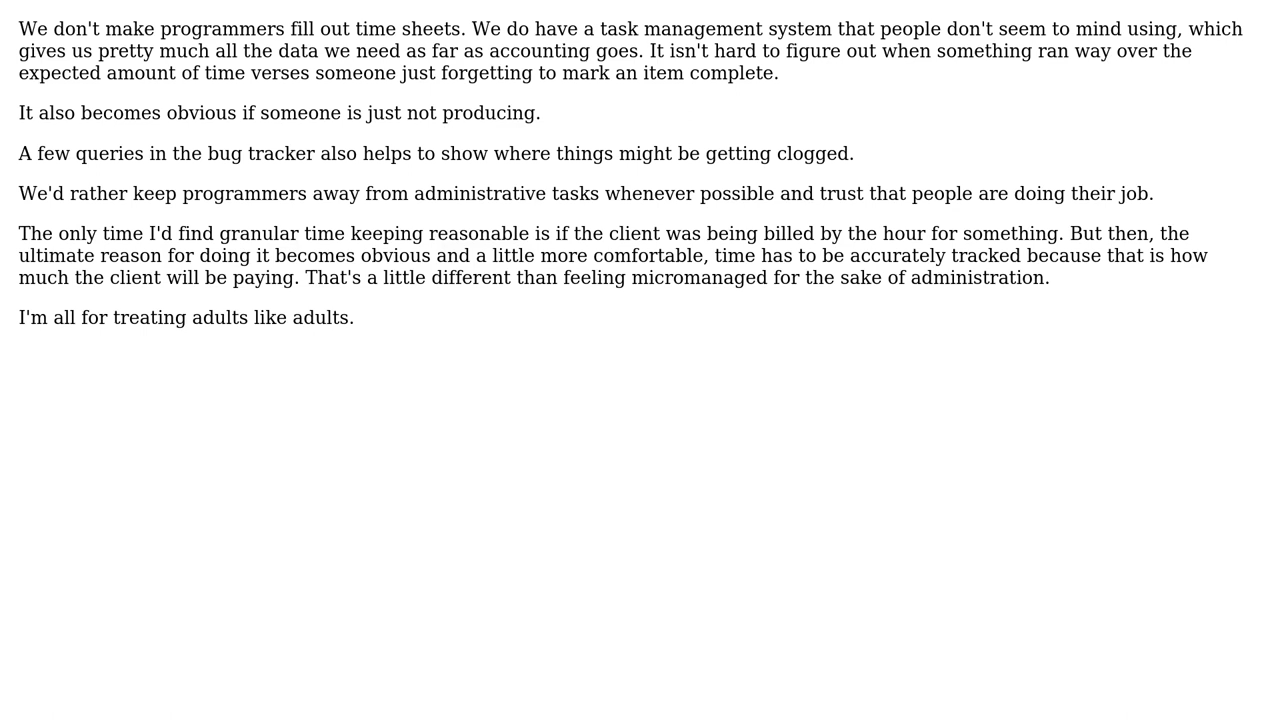 We don't make programmers fill out time sheets. We do have a task management system that people don't seem to mind using, which
gives us pretty much all the data we need as far as accounting goes. It isn't hard to figure out when something ran way over the
expected amount of time verses someone just forgetting to mark an item complete.
It also becomes obvious if someone is just not producing.
A few queries in the bug tracker also helps to show where things might be getting clogged.
We'd rather keep programmers away from administrative tasks whenever possible and trust that people are doing their job.
The only time I'd find granular time keeping reasonable is if the client was being billed by the hour for something. But then, the
ultimate reason for doing it becomes obvious and a little more comfortable, time has to be accurately tracked because that is how
much the client will be paying. That's a little different than feeling micromanaged for the sake of administration.
I'm all for treating adults like adults.